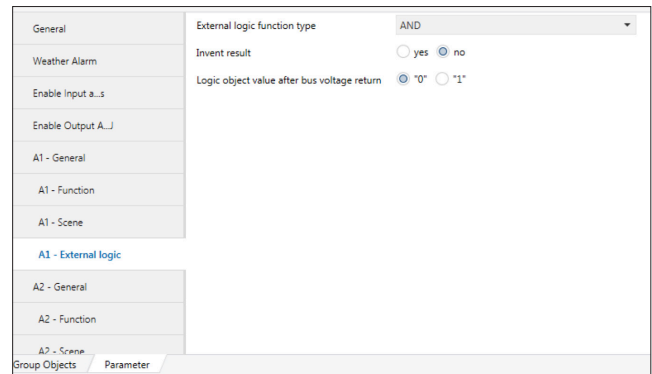 General
Weather Alarm
Enable Input a...s
Enable Output A...J
A1 - General
A1 - Function
A1 - Scene
A1 - External logic
A2 - General
A2 - Function
A2 - Scene
External logic function type AND
Invent result yes no
Logic object value after bus voltage return "0" "1"
Group Objects Parameter